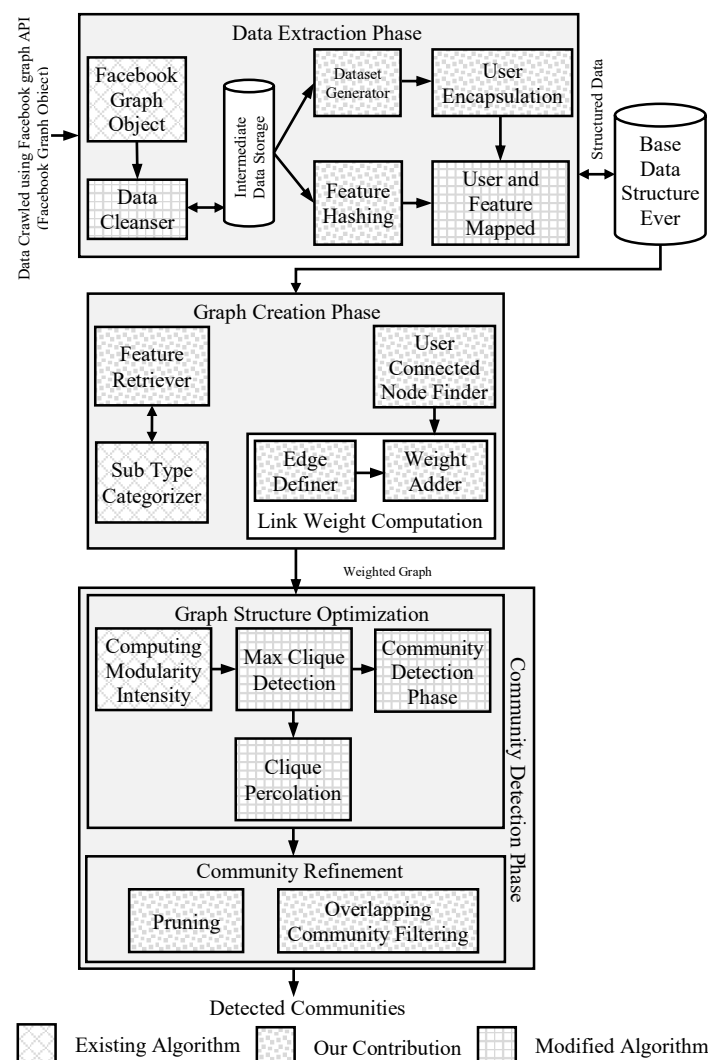 Data Crawled using Facebook graph API
(Facebook Graph Object)
Data Extraction Phase
Facebook
Graph
Object
Data
Cleanser
Intermediate
Data Storage
Dataset
Generator
User
Encapsulation
Feature
Hashing
User and
Feature
Mapped
Structured Data
Base
Data
Structure
Ever
Graph Creation Phase
Feature
Retriever
Sub Type
Categorizer
User
Connected
Node Finder
Edge
Definer
Weight
Adder
Link Weight Computation
Weighted Graph
Graph Structure Optimization
Computing
Modularity
Intensity
Max Clique
Detection
Community
Detection
Phase
Clique
Percolation
Community Detection Phase
Community Refinement
Pruning
Overlapping
Community Filtering
Detected Communities
Existing Algorithm
Our Contribution
Modified Algorithm